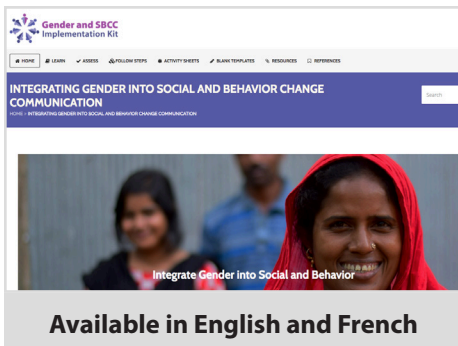 Gender and SBCC
Implementation Kit
HOME LEARN ASSESS FOLLOW STEPS ACTIVITY SHEETS BLANK TEMPLATES RESOURCES REFERENCES
INTEGRATING GENDER INTO SOCIAL AND BEHAVIOR CHANGE
COMMUNICATION
Search
HOME > INTEGRATING GENDER INTO SOCIAL AND BEHAVIOR CHANGE COMMUNICATION
Integrate Gender into Social and Behavior
Available in English and French